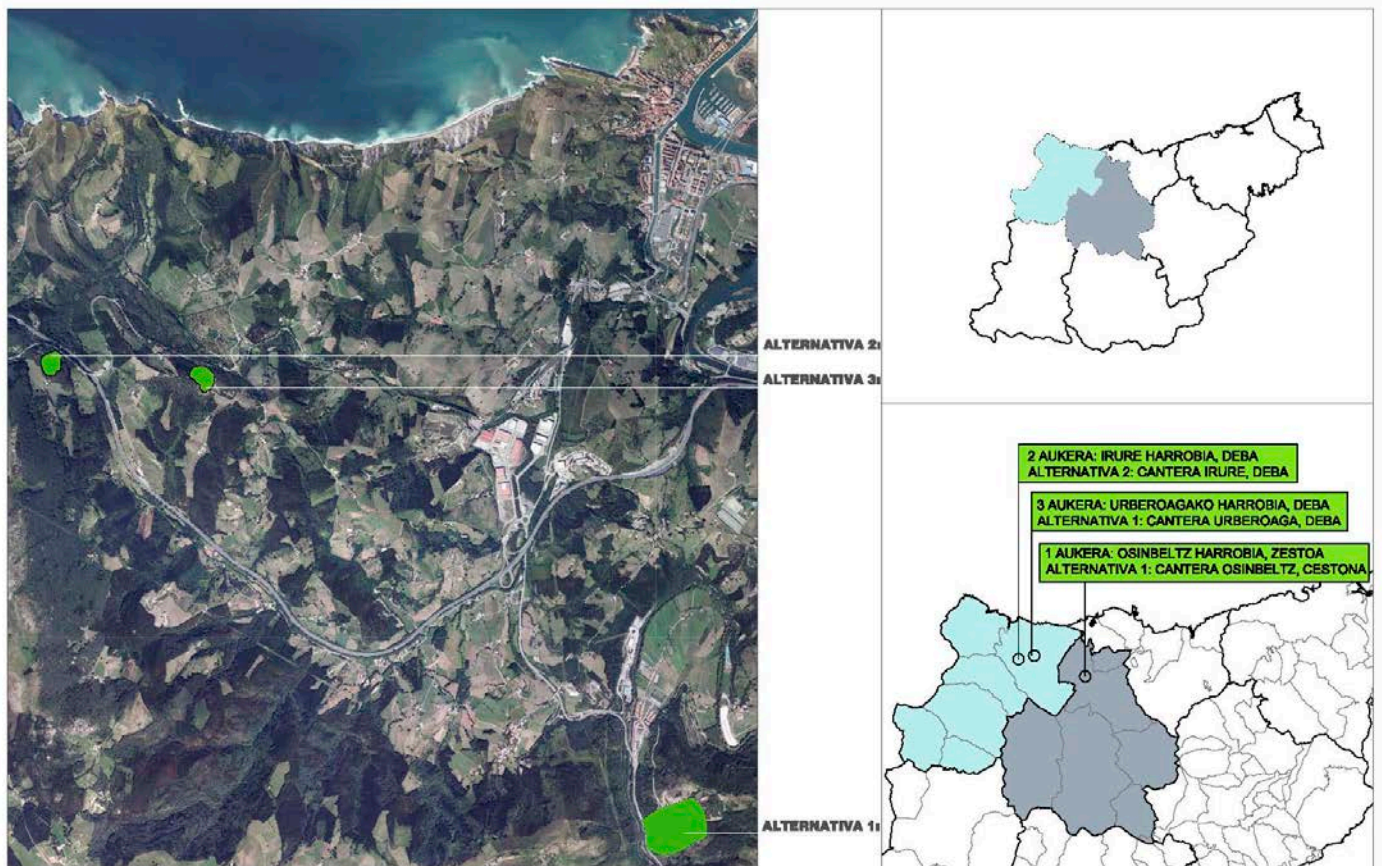 ALTERNATIVA 2:
ALTERNATIVA 3:
ALTERNATIVA 1:
2 AUKERA: IRURE HARROBIA, DEBA
ALTERNATIVA 2: CANTERA IRURE, DEBA
3 AUKERA: URBEROAGAKO HARROBIA, DEBA
ALTERNATIVA 1: CANTERA URBEROAGA, DEBA
1 AUKERA: OSINBELTZ HARROBIA, ZESTOA
ALTERNATIVA 1: CANTERA OSINBELTZ, CESTONA